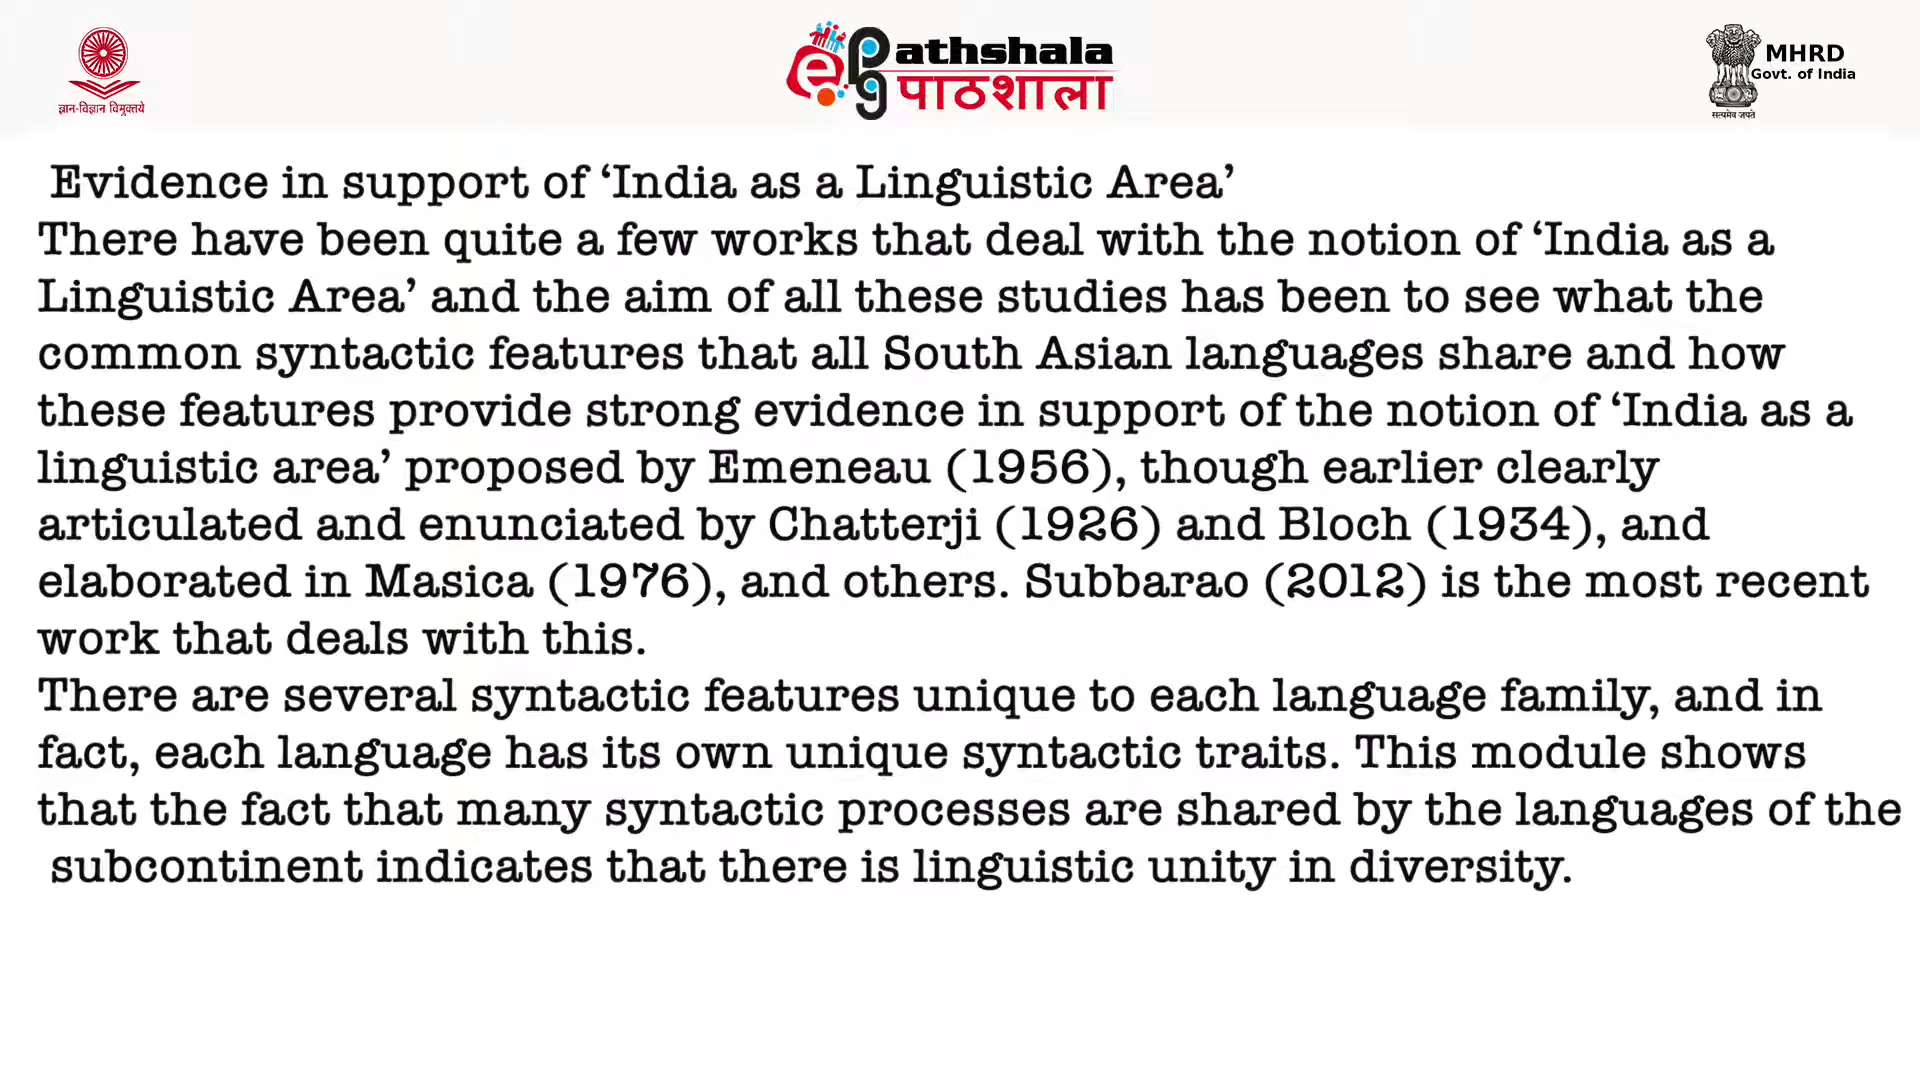 ज्ञान-विज्ञान विमुक्तये
e pg Pathshala
पाठशाला
MHRD
Govt. of India
सत्यमेव जयते
Evidence in support of ‘India as a Linguistic Area’
There have been quite a few works that deal with the notion of ‘India as a
Linguistic Area’ and the aim of all these studies has been to see what the
common syntactic features that all South Asian languages share and how
these features provide strong evidence in support of the notion of ‘India as a
linguistic area’ proposed by Emeneau (1956), though earlier clearly
articulated and enunciated by Chatterji (1926) and Bloch (1934), and
elaborated in Masica (1976), and others. Subbarao (2012) is the most recent
work that deals with this.
There are several syntactic features unique to each language family, and in
fact, each language has its own unique syntactic traits. This module shows
that the fact that many syntactic processes are shared by the languages of the
subcontinent indicates that there is linguistic unity in diversity.